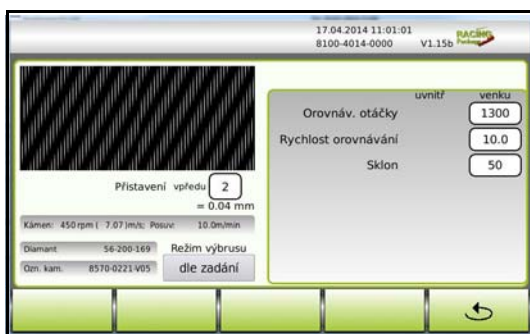 17.04.2014 11:01:01
8100-4014-0000 V1.15b
RACING
uvnitř venku
Orovnáv. otáčky 1300
Rychlost orovnávání 10.0
Sklon 50
Přistavení vpředu 2
= 0.04 mm
Kámen: 450 rpm ( 7.07 )m/s; Posuv: 10.0m/min
Diamant 56-200-169
Režim výbrusu
Ozn. kam. 8570-0221-V05
dle zadání